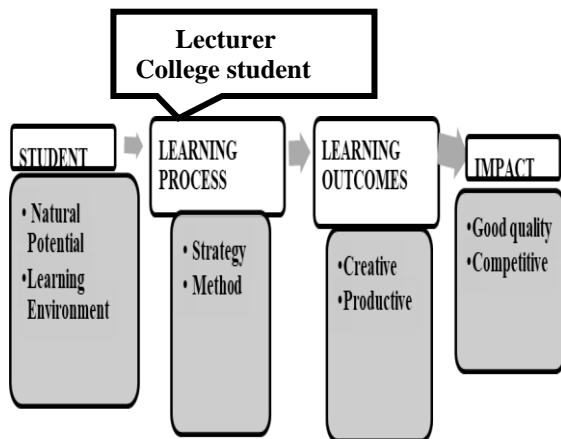 Lecturer
College student
STUDENT
• Natural
Potential
•Learning
Environment
LEARNING
PROCESS
• Strategy
• Method
LEARNING
OUTCOMES
•Creative
•Productive
IMPACT
•Good quality
•Competitive